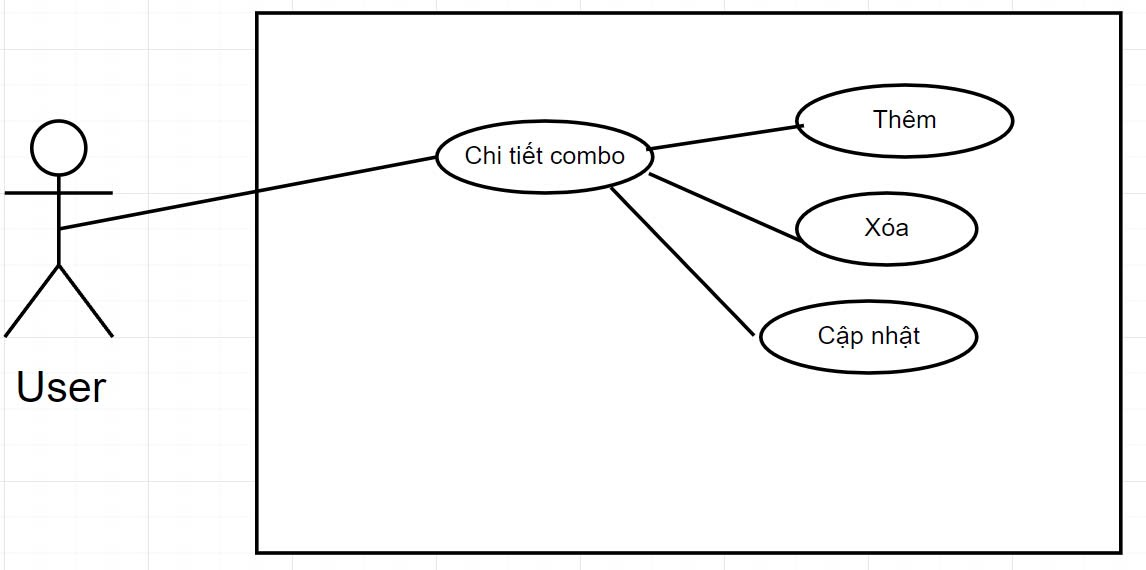 Thêm
Chi tiết combo
Xóa
Cập nhật
User